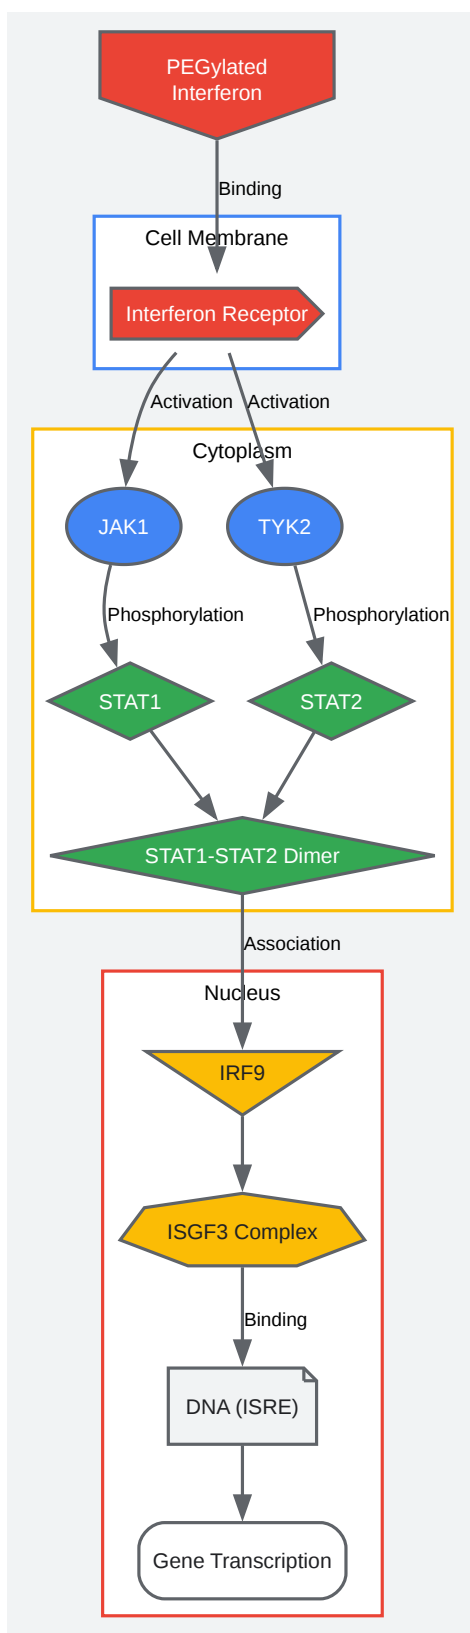 PEGylated
Interferon
Binding
Cell Membrane
Interferon Receptor
Activation
Activation
Cytoplasm
JAK1
TYK2
Phosphorylation
Phosphorylation
STAT1
STAT2
STAT1-STAT2 Dimer
Association
Nucleus
IRF9
ISGF3 Complex
Binding
DNA (ISRE)
Gene Transcription